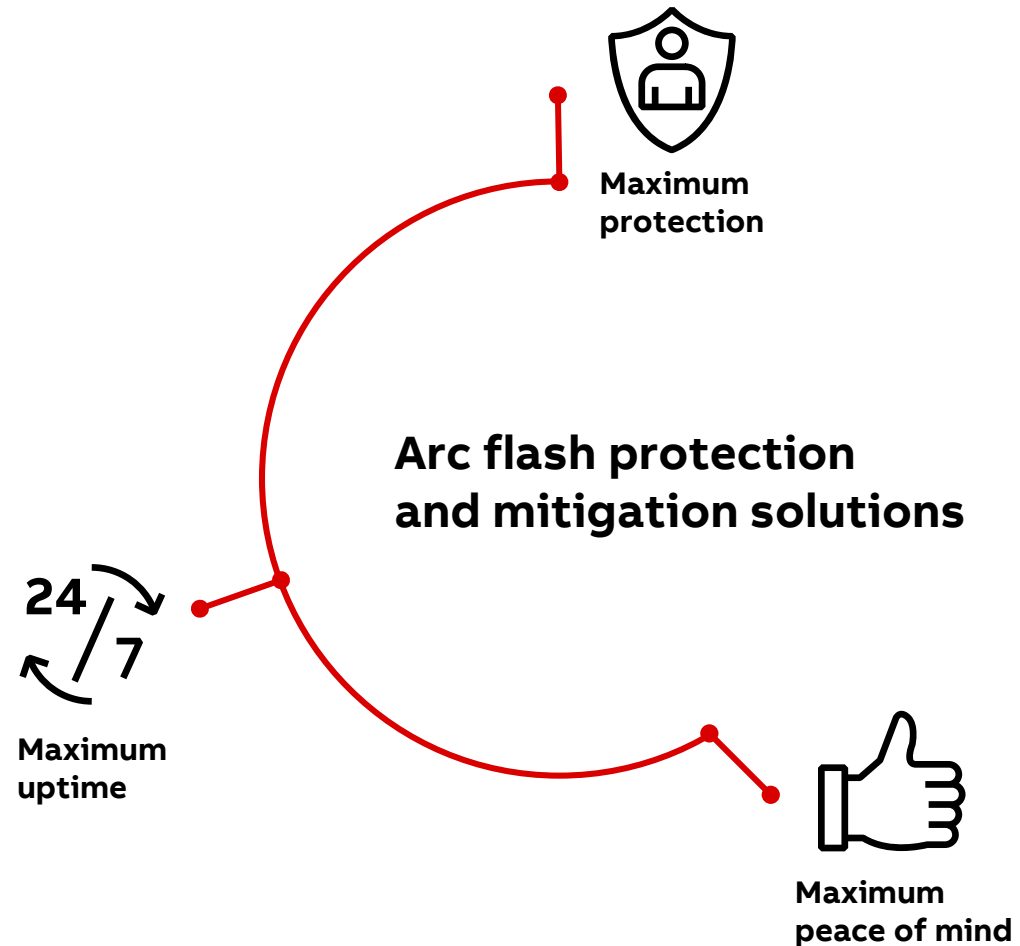 Maximum
protection
Arc flash protection
and mitigation solutions
24
7
Maximum
uptime
Maximum
peace of mind